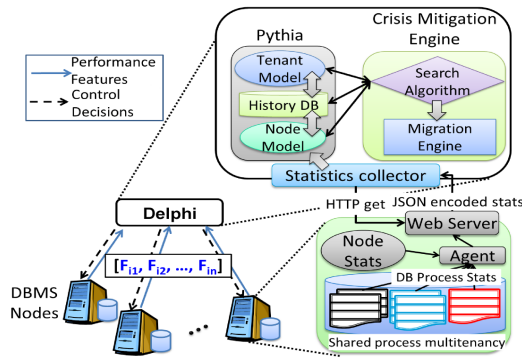 Performance
Features
Control
Decisions
Pythia
Crisis Mitigation
Engine
Tenant
Model
History DB
Node
Model
Search
Algorithm
Migration
Engine
Statistics collector
HTTP get
JSON encoded stats
Web Server
Delphi
[Fi1, Fi2, ..., Fin]
DBMS
Nodes
...
Node
Stats
Agent
DB Process Stats
Shared process multitenancy